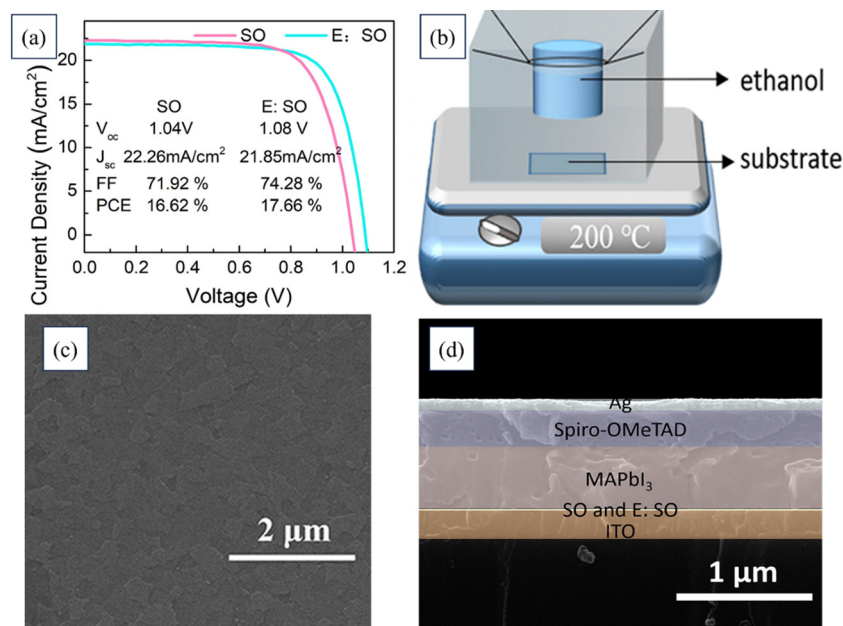 (a)
SO E: SO
Current Density (mA/cm²)
20
15
10
5
0
SO E: SO
Voc 1.04V 1.08 V
Jsc 22.26mA/cm² 21.85mA/cm²
FF 71.92 % 74.28 %
PCE 16.62 % 17.66 %
0.0 0.2 0.4 0.6 0.8 1.0 1.2
Voltage (V)
(b)
ethanol
substrate
200 ℃
(c)
2 μm
(d)
Ag
Spiro-OMeTAD
MAPbI₃
SO and E: SO
ITO
1 μm